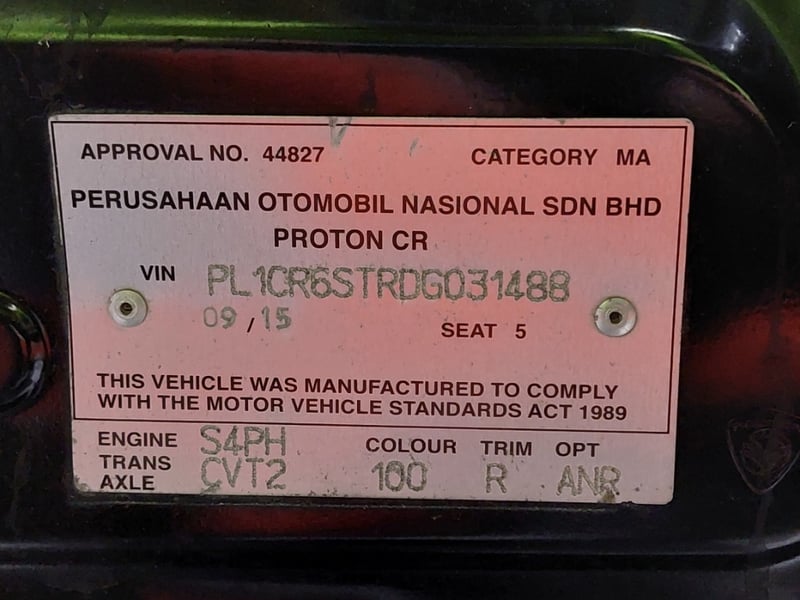 APPROVAL NO. 44827 CATEGORY MA
PERUSAHAAN OTOMOBIL NASIONAL SDN BHD
PROTON CR
VIN PL1CR6STRDG031488
09 / 15 SEAT 5
THIS VEHICLE WAS MANUFACTURED TO COMPLY
WITH THE MOTOR VEHICLE STANDARDS ACT 1989
ENGINE S4PH COLOUR TRIM OPT
TRANS AXLE CVT2 100 R ANR